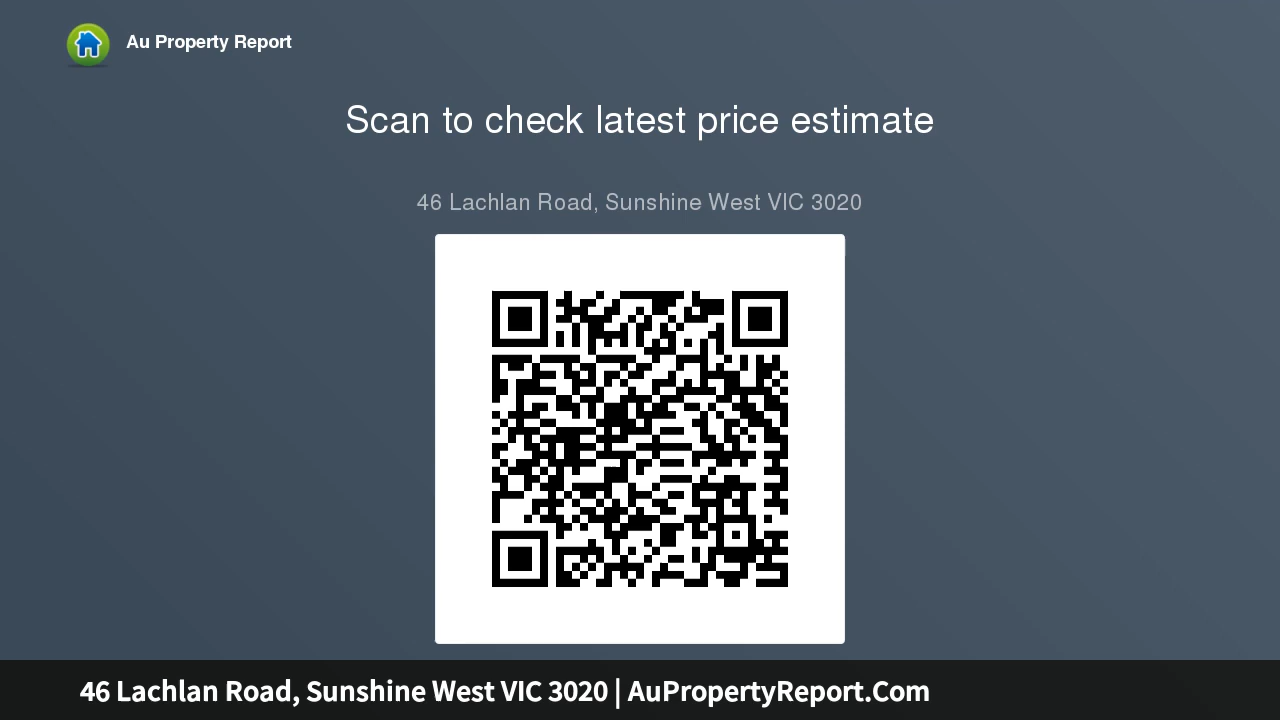 Au Property Report
Scan to check latest price estimate
46 Lachlan Road, Sunshine West VIC 3020
46 Lachlan Road, Sunshine West VIC 3020 | AuPropertyReport.Com